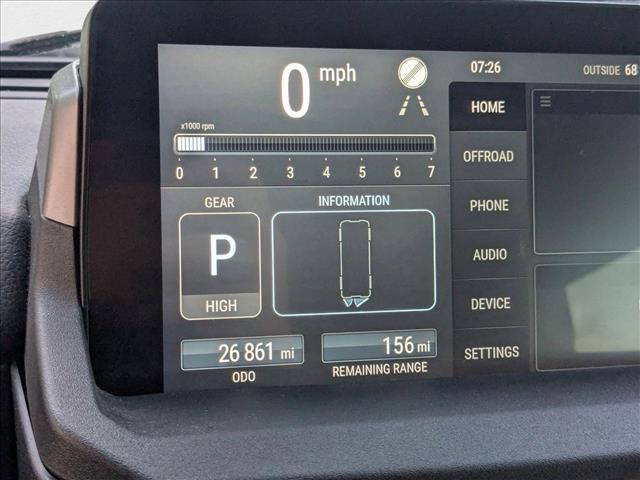 0 mph
07:26
OUTSIDE 68
x1000 rpm
0 1 2 3 4 5 6 7
HOME
OFFROAD
PHONE
AUDIO
DEVICE
SETTINGS
GEAR
P
HIGH
INFORMATION
26 861 mi
ODO
156 mi
REMAINING RANGE